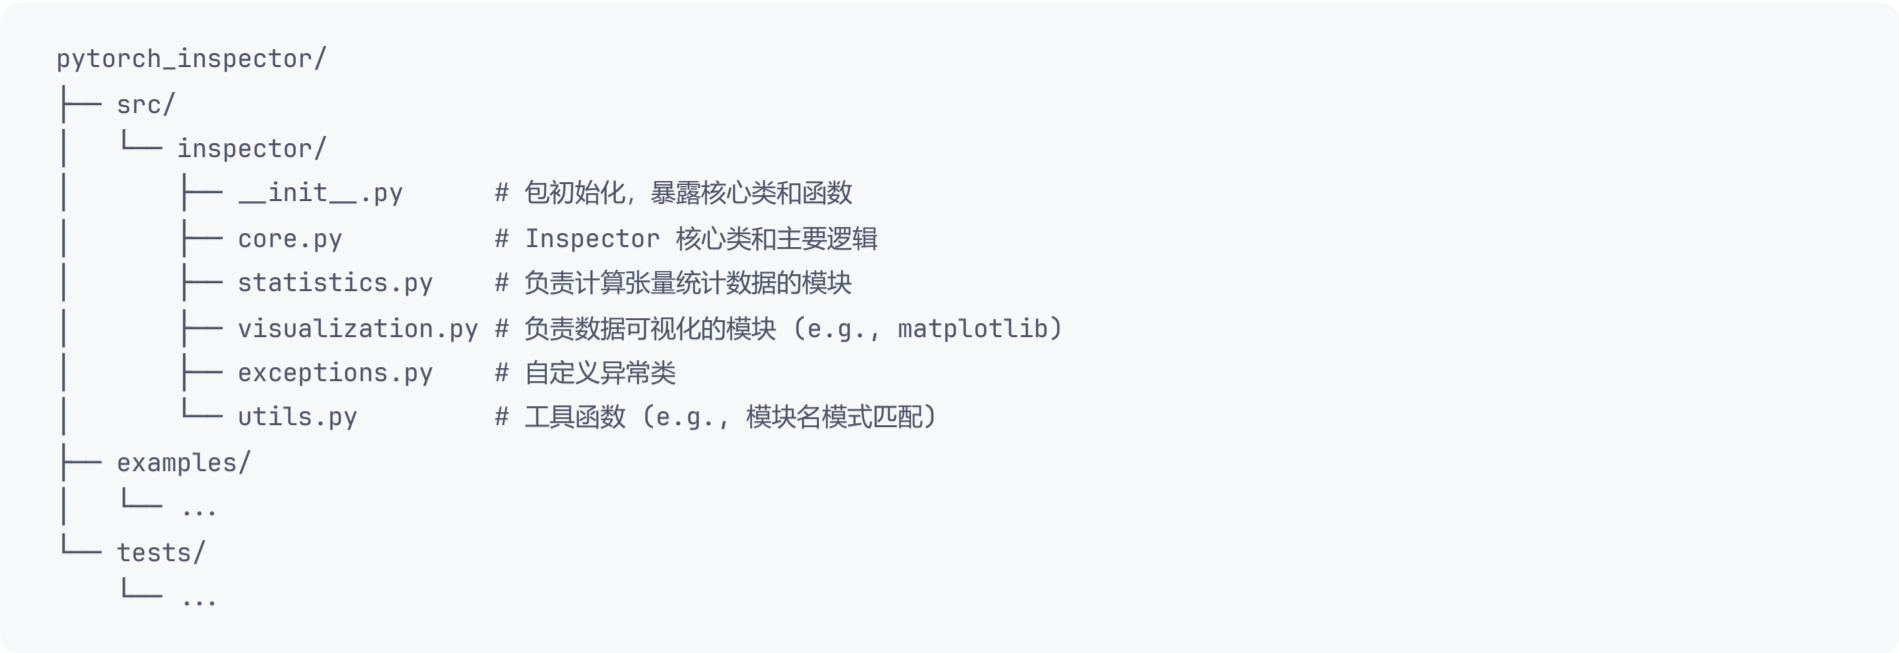 pytorch_inspector/
├── src/
│   └── inspector/
│       ├── __init__.py      # 包初始化，暴露核心类和函数
│       ├── core.py          # Inspector 核心类和主要逻辑
│       ├── statistics.py    # 负责计算张量统计数据的模块
│       ├── visualization.py # 负责数据可视化的模块 (e.g., matplotlib)
│       ├── exceptions.py    # 自定义异常类
│       └── utils.py         # 工具函数 (e.g., 模块名模式匹配)
├── examples/
│   └── ...
└── tests/
    └── ...